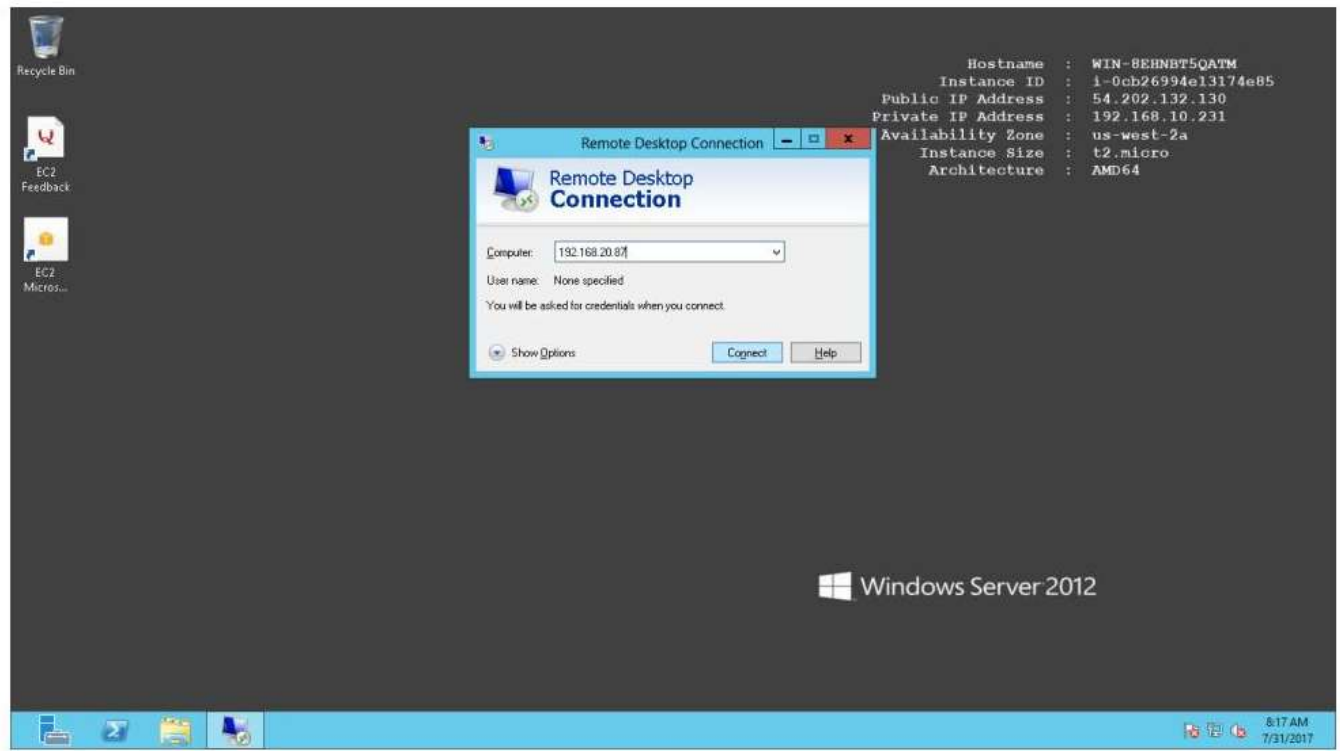 Recycle Bin
EC2
Feedback
EC2
Micros...
Hostname : WIN-8EHNBT5QATM
Instance ID : i-0cb26994e13174e85
Public IP Address : 54.202.132.130
Private IP Address : 192.168.10.231
Availability Zone : us-west-2a
Instance Size : t2.micro
Architecture : AMD64
Remote Desktop Connection
Remote Desktop
Connection
Computer: 192.168.20.87
User name: None specified
You will be asked for credentials when you connect.
Show Options
Connect
Help
Windows Server 2012
8:17 AM
7/31/2017